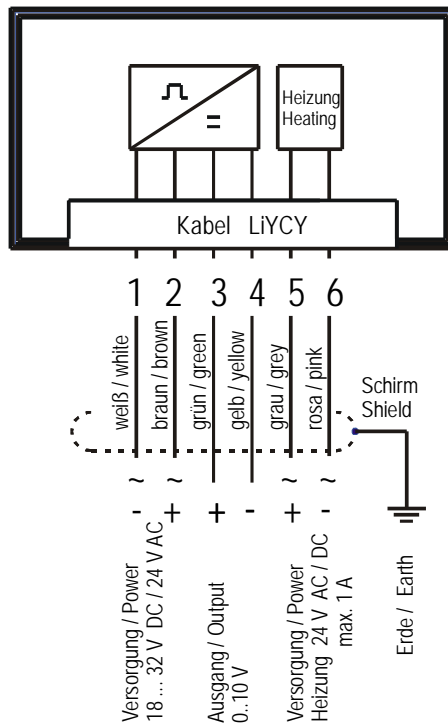 Heizung
Heating
Kabel LiYCY
1 2 3 4 5 6
weiß / white
braun / brown
grün / green
gelb / yellow
grau / grey
rosa / pink
Schirm
Shield
~ ~ ~ ~
- + + - + -
Versorgung / Power
18 ... 32 V DC / 24 V AC
Ausgang / Output
0..10 V
Versorgung / Power
Heizung 24 V AC / DC
max. 1 A
Erde / Earth